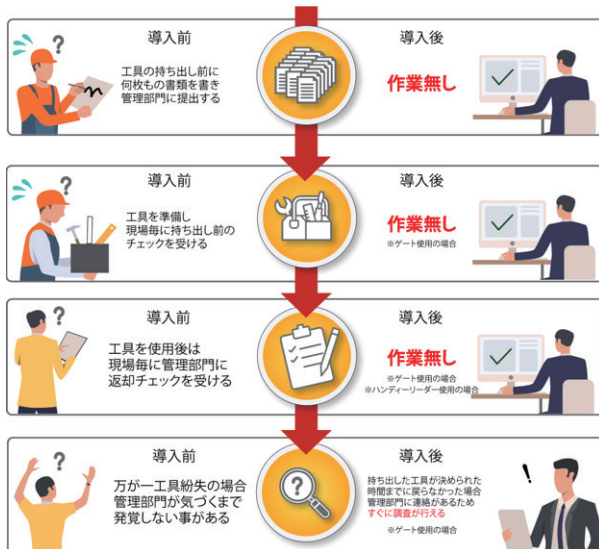 導入前
工具の持ち出し前に
何枚もの書類を書き
管理部門に提出する
導入後
作業無し
導入前
工具を準備し
現場毎に持ち出し前の
チェックを受ける
導入後
作業無し
※ゲート使用の場合
導入前
工具を使用後は
現場毎に管理部門に
返却チェックを受ける
導入後
作業無し
※ゲート使用の場合
※ハンディーリーダー使用の場合
導入前
万が一工具紛失の場合
管理部門が気づくまで
発覚しない事がある
導入後
持ち出した工具が決められた
時間までに戻らなかった場合
管理部門に連絡があるため
すぐに調査が行える
※ゲート使用の場合